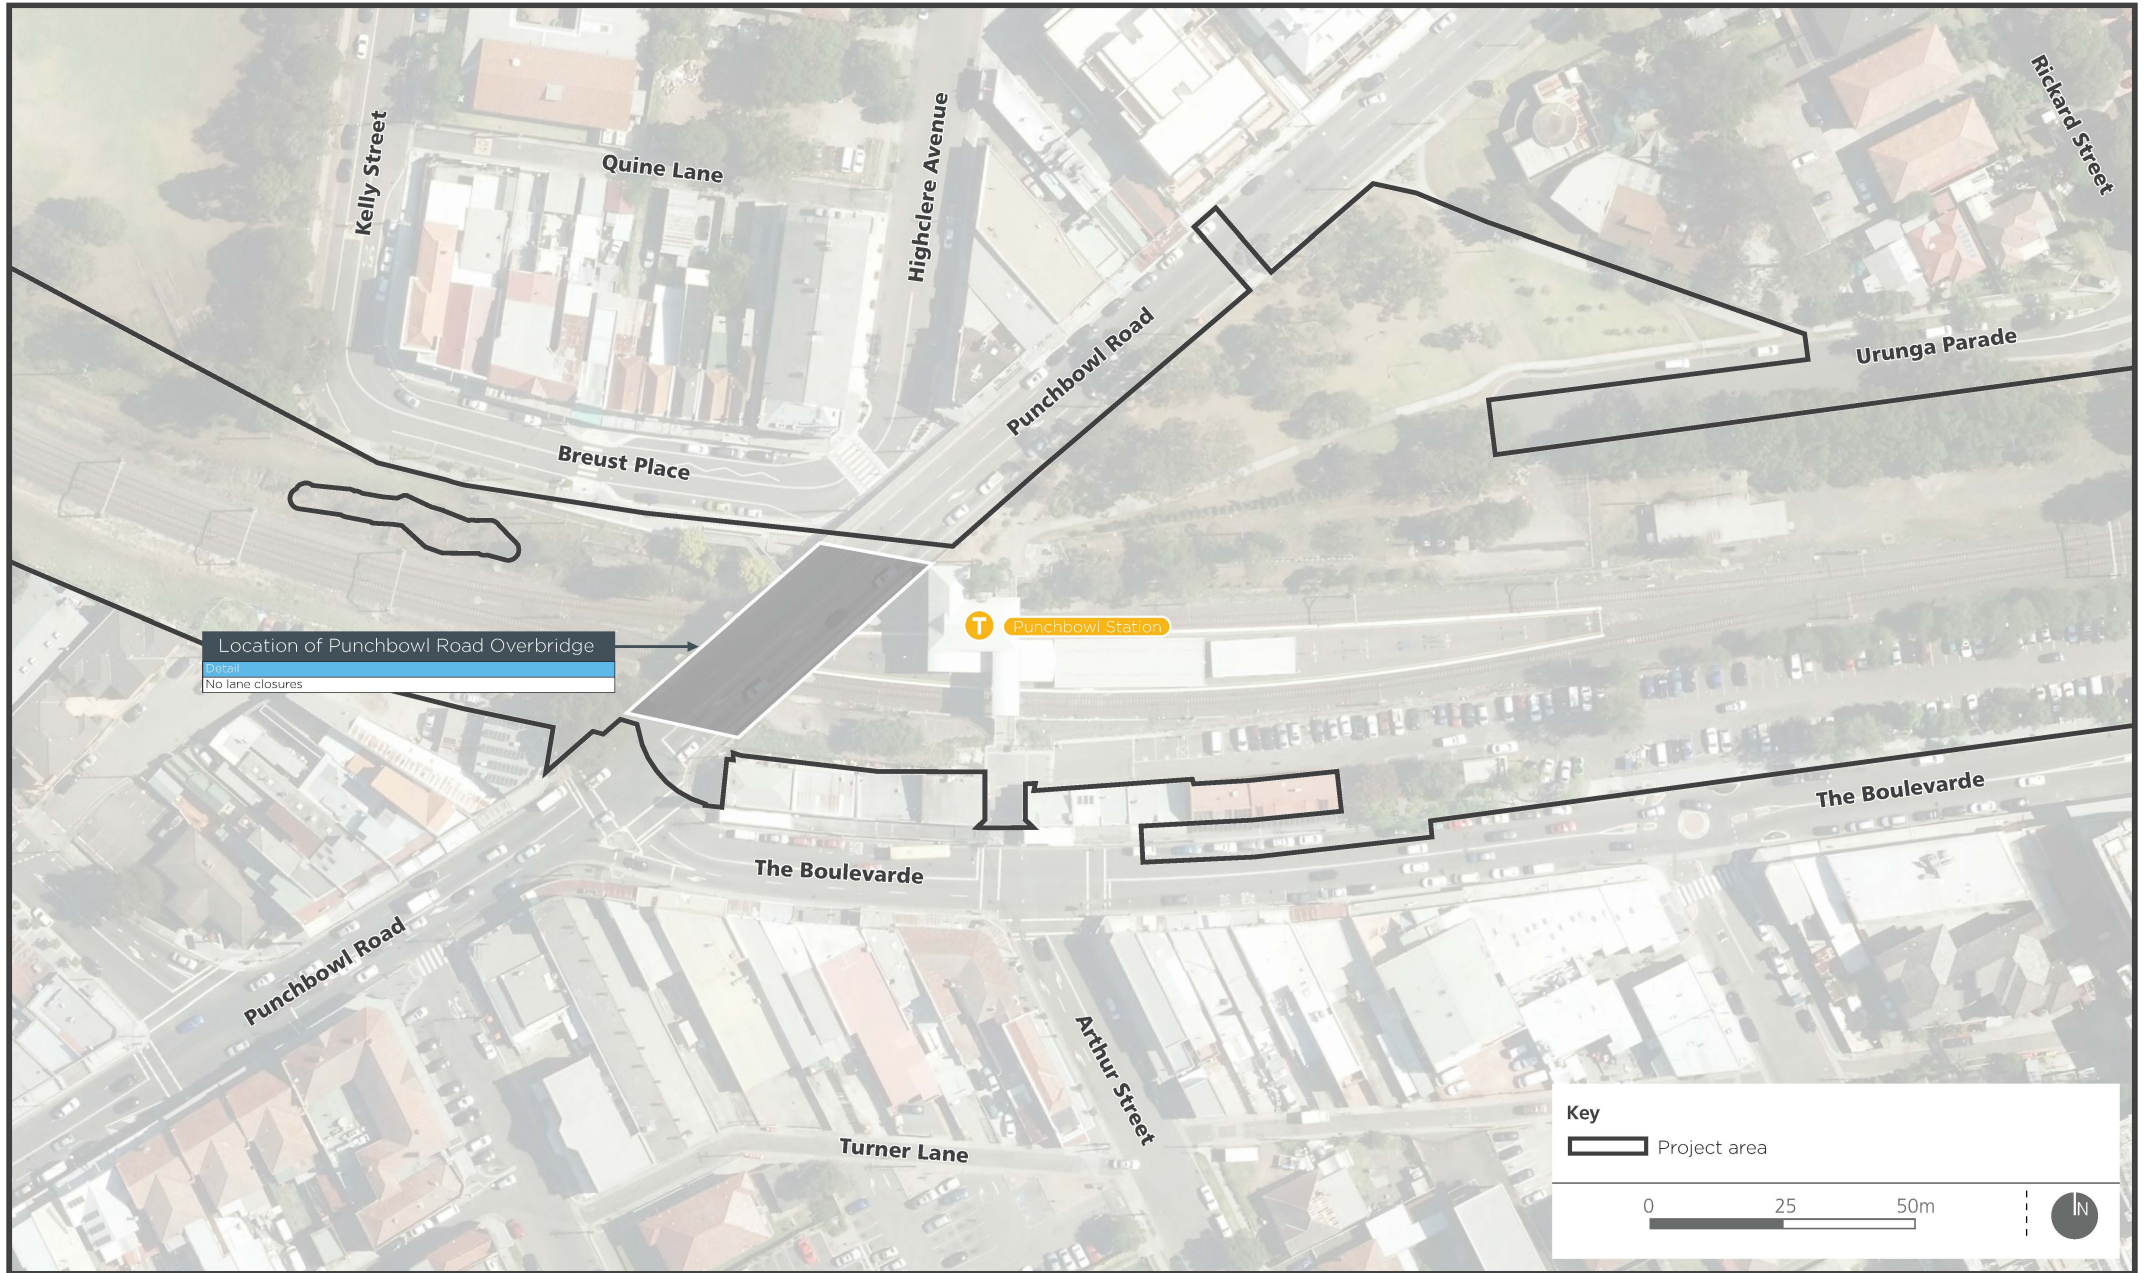 Rickard Street
Kelly Street
Quine Lane
Highclere Avenue
Punchbowl Road
Urunga Parade
Breust Place
T Punchbowl Station
Location of Punchbowl Road Overbridge
Detail
No lane closures
The Boulevarde
The Boulevarde
Punchbowl Road
Arthur Street
Turner Lane
Key
Project area
0 25 50m
N